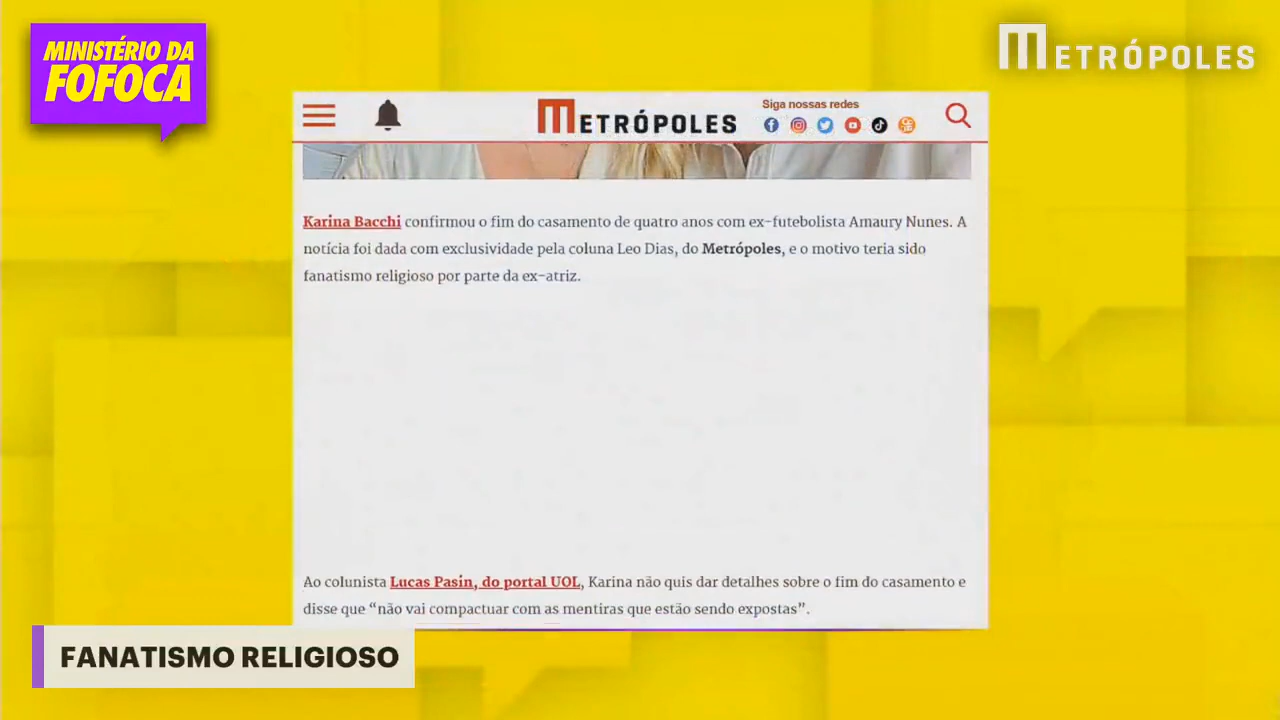 MINISTÉRIO DA
FOFOCA
METRÓPOLES
METRÓPOLES
Siga nossas redes
Karina Bacchi confirmou o fim do casamento de quatro anos com ex-futebolista Amaury Nunes. A
notícia foi dada com exclusividade pela coluna Leo Dias, do Metrópoles, e o motivo teria sido
fanatismo religioso por parte da ex-atriz.
Ao colunista Lucas Pasin, do portal UOL, Karina não quis dar detalhes sobre o fim do casamento e
disse que “não vai compactuar com as mentiras que estão sendo expostas”.
FANATISMO RELIGIOSO